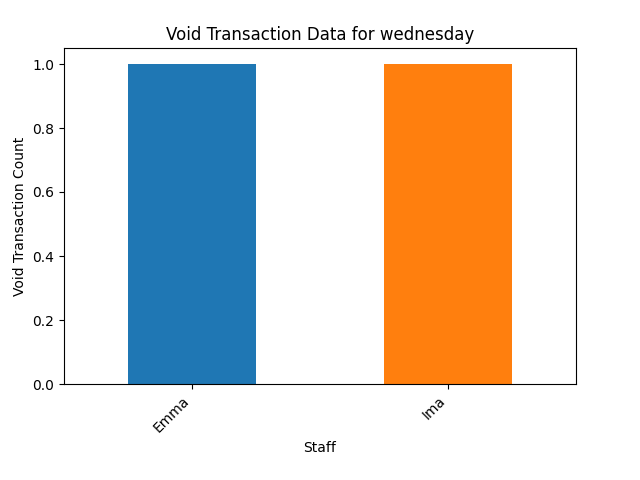 Void Transaction Data for wednesday
Void Transaction Count
1.0
0.8
0.6
0.4
0.2
0.0
Emma
Ima
Staff